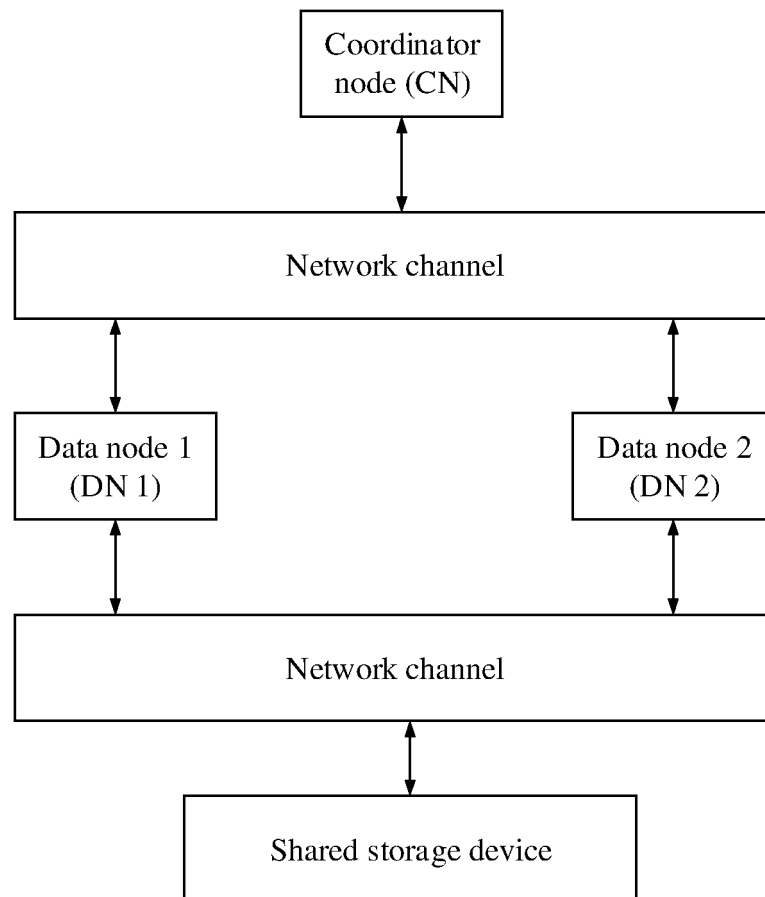 Coordinator
node (CN)
Network channel
Data node 1
(DN 1)
Data node 2
(DN 2)
Network channel
Shared storage device